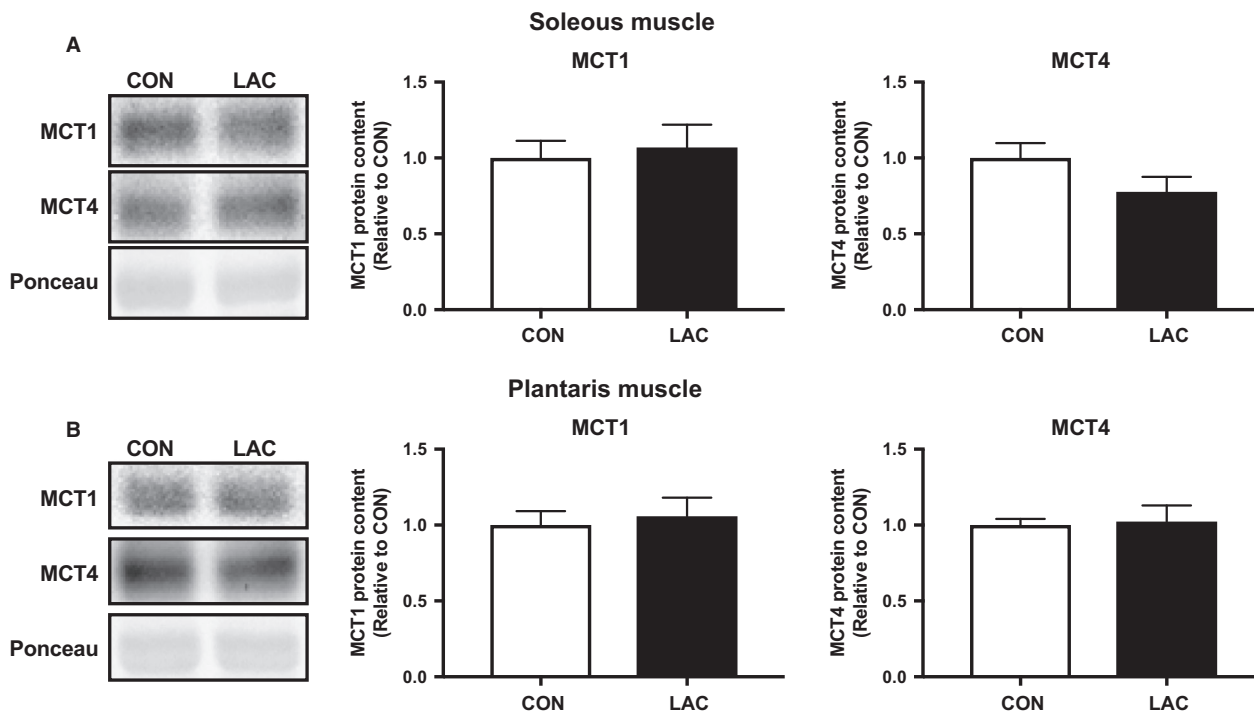 Soleous muscle
A
CON LAC
MCT1
MCT4
Ponceau
MCT1
MCT1 protein content
(Relative to CON)
1.5
1.0
0.5
0.0
CON LAC
MCT4
MCT4 protein content
(Relative to CON)
1.5
1.0
0.5
0.0
CON LAC
Plantaris muscle
B
CON LAC
MCT1
MCT4
Ponceau
MCT1
MCT1 protein content
(Relative to CON)
1.5
1.0
0.5
0.0
CON LAC
MCT4
MCT4 protein content
(Relative to CON)
1.5
1.0
0.5
0.0
CON LAC